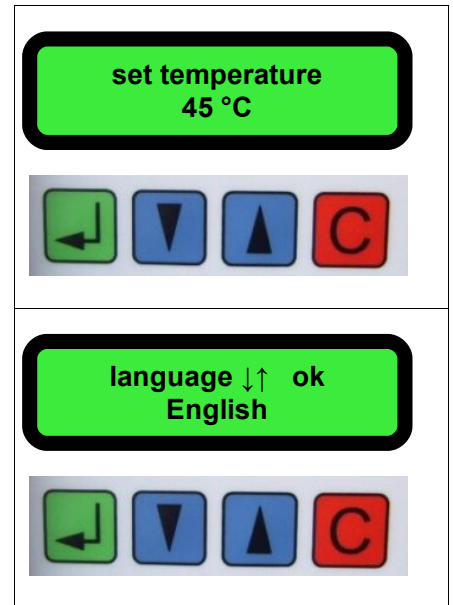 set temperature
45 °C
C
language ↓↑ ok
English
C